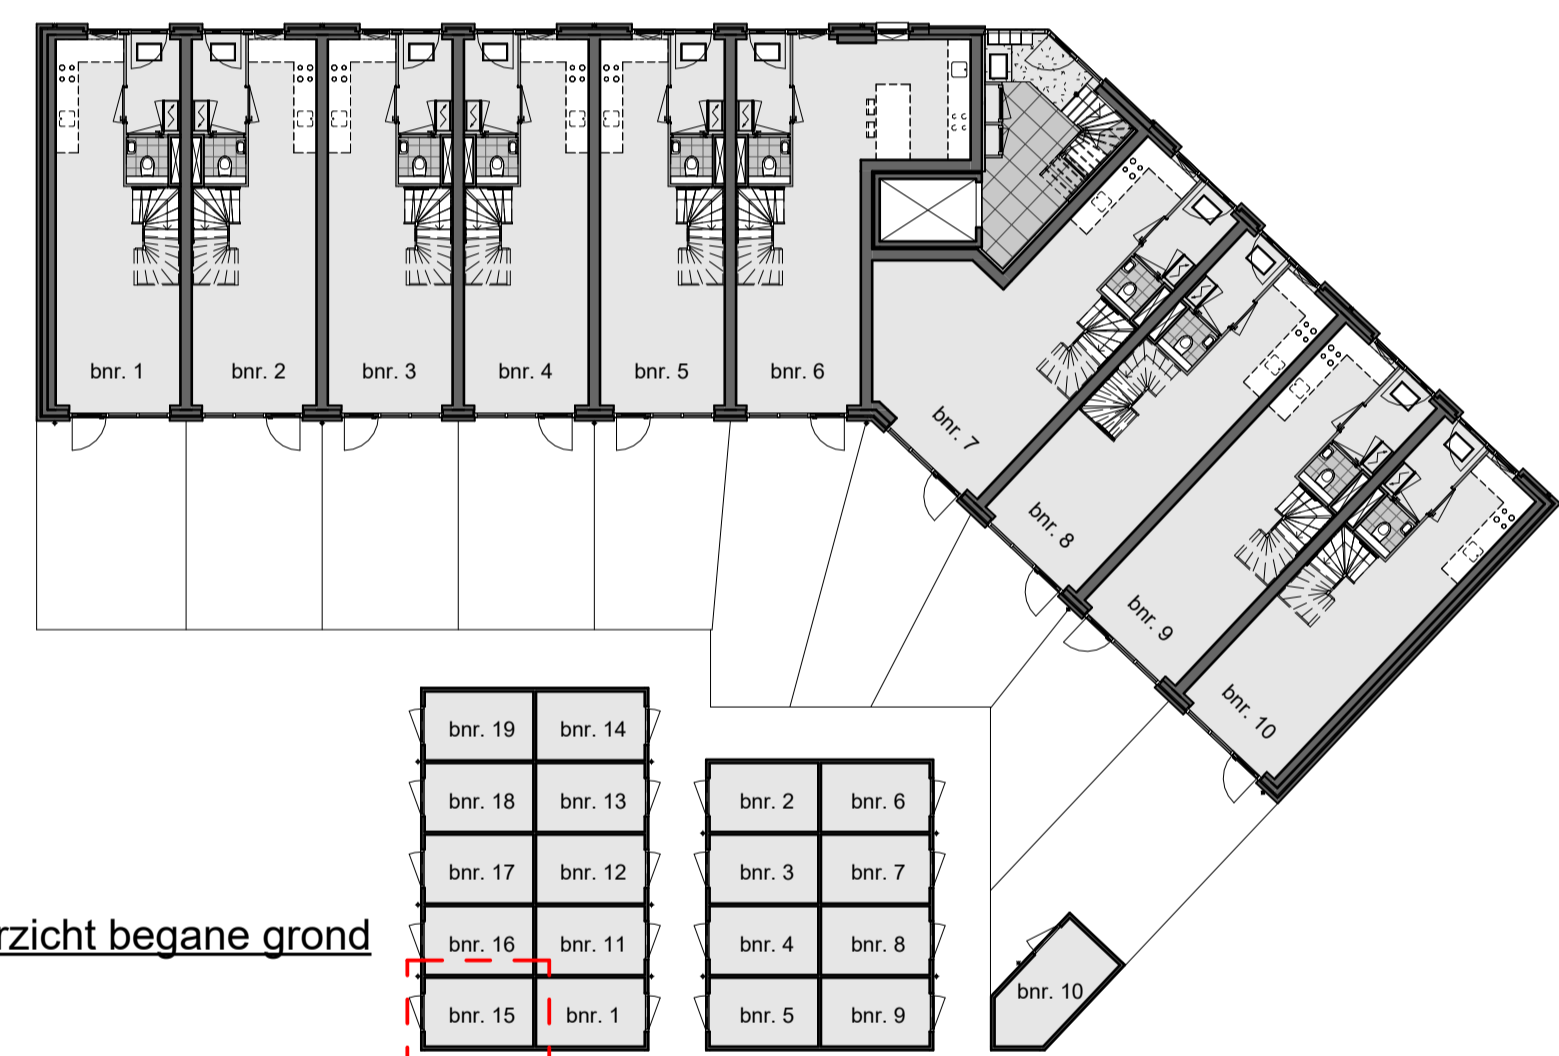 bnr. 1
bnr. 2
bnr. 3
bnr. 4
bnr. 5
bnr. 6
bnr. 7
bnr. 8
bnr. 9
bnr. 10
bnr. 19
bnr. 14
bnr. 18
bnr. 13
bnr. 17
bnr. 12
bnr. 16
bnr. 11
bnr. 15
bnr. 1
bnr. 2
bnr. 6
bnr. 3
bnr. 7
bnr. 4
bnr. 8
bnr. 5
bnr. 9
bnr. 10
rzicht begane grond